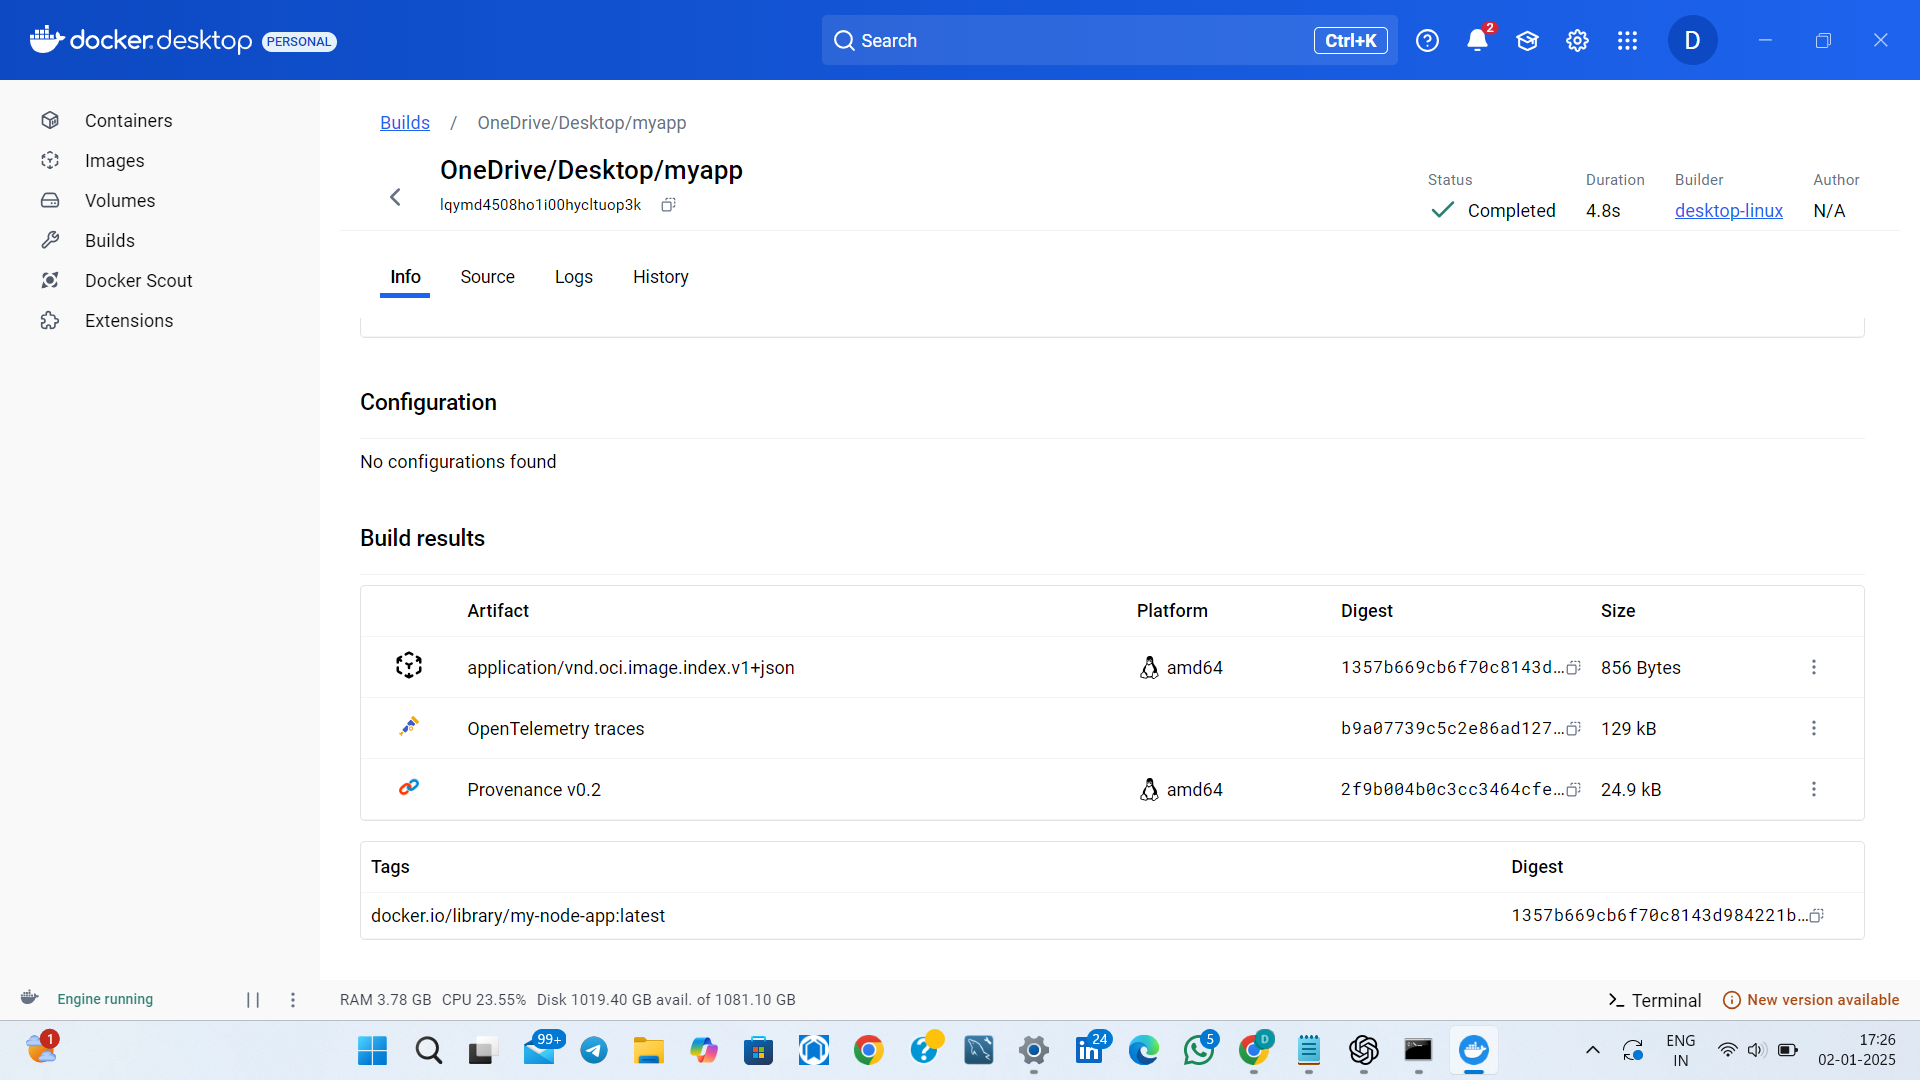 docker.desktop PERSONAL
Search
Ctrl+K
2
D
Containers
Images
Volumes
Builds
Docker Scout
Extensions
Builds / OneDrive/Desktop/myapp
OneDrive/Desktop/myapp
lqymd4508ho1i00hycltuop3k
Status
Completed
Duration
4.8s
Builder
desktop-linux
Author
N/A
Info Source Logs History
Configuration
No configurations found
Build results
Artifact Platform Digest Size
application/vnd.oci.image.index.v1+json amd64 1357b669cb6f70c8143d… 856 Bytes
OpenTelemetry traces b9a07739c5c2e86ad127… 129 kB
Provenance v0.2 amd64 2f9b004b0c3cc3464cfe… 24.9 kB
Tags Digest
docker.io/library/my-node-app:latest 1357b669cb6f70c8143d984221b…
Engine running
RAM 3.78 GB CPU 23.55% Disk 1019.40 GB avail. of 1081.10 GB
Terminal
New version available
1
99+
24
5
D
ENG
IN
17:26
02-01-2025